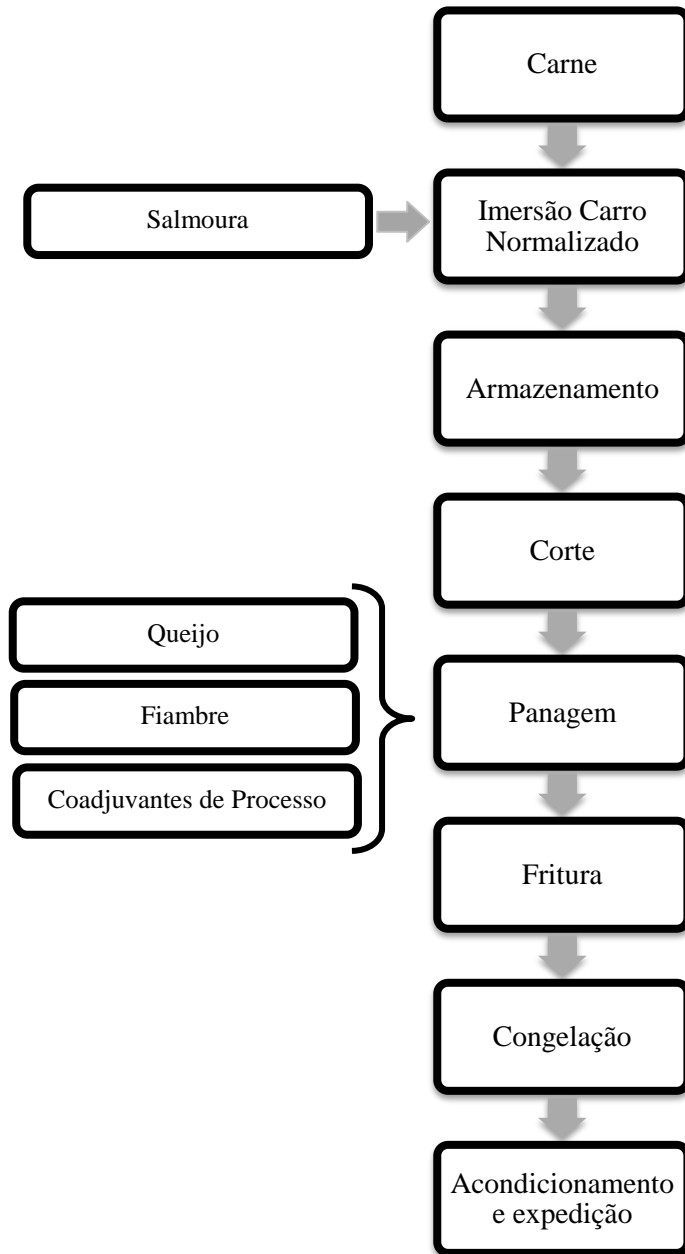 Carne
Salmoura
Imersão Carro
Normalizado
Armazenamento
Corte
Queijo
Fiambre
Coadjuvantes de Processo
Panagem
Fritura
Congelação
Acondicionamento
e expedição